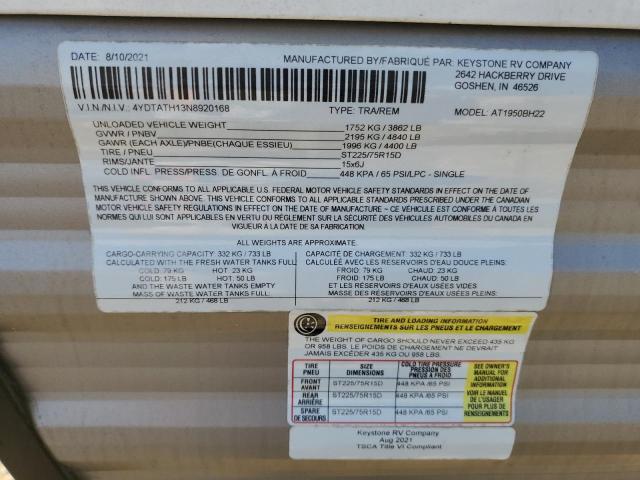 DATE: 8/10/2021 MANUFACTURED BY/FABRIQUÉ PAR: KEYSTONE RV COMPANY
2642 HACKBERRY DRIVE
GOSHEN, IN 46526
V.I.N./N.I.V.: 4YDTATH13N8920168 TYPE: TRA/REM MODEL: AT1950BH22
UNLOADED VEHICLE WEIGHT 1752 KG / 3862 LB
GVWR / PNBV 2195 KG / 4840 LB
GAWR (EACH AXLE)/PNBE(CHAQUE ESSIEU) 1996 KG / 4400 LB
TIRE / PNEU ST225/75R15D
RIMS/JANTE 15x6J
COLD INFL. PRESS/PRESS. DE GONFL. À FROID 448 KPA / 65 PSI/LPC - SINGLE
THIS VEHICLE CONFORMS TO ALL APPLICABLE U.S. FEDERAL MOTOR VEHICLE SAFETY STANDARDS IN EFFECT ON THE DATE OF
MANUFACTURE SHOWN ABOVE. THIS VEHICLE CONFORMS TO ALL APPLICABLE STANDARDS PRESCRIBED UNDER THE CANADIAN
MOTOR VEHICLE SAFETY REGULATIONS IN EFFECT ON THE DATE OF MANUFACTURE ~ CE VÉHICULE EST CONFORME À TOUTES
LES NORMES QUI LUI SONT APPLICABLES EN VERTU DU RÈGLEMENT SUR LA SÉCURITÉ DES VÉHICULES AUTOMOBILES DU CANADA EN
VIGUEUR À LA DATE DE SA FABRICATION
ALL WEIGHTS ARE APPROXIMATE.
CARGO-CARRYING CAPACITY: 332 KG / 733 LB
CALCULATED WITH THE FRESH WATER TANKS FULL
COLD: 79 KG HOT: 23 KG
COLD: 175 LB HOT: 50 LB
AND THE WASTE WATER TANKS EMPTY
MASS OF WASTE WATER TANKS FULL
212 KG / 468 LB
CAPACITÉ DE CHARGEMENT: 332 KG / 733 LB
CALCULÉE AVEC LES RÉSERVOIRS D'EAU DOUCE PLEINS
FROID: 79 KG CHAUD: 23 KG
FROID: 175 LB CHAUD: 50 LB
ET LES RÉSERVOIRS D'EAUX USÉES VIDES
MASSE DES RÉSERVOIRS D'EAUX USÉES PLEINS
212 KG / 468 LB
TIRE AND LOADING INFORMATION
RENSEIGNEMENTS SUR LES PNEUS ET LE CHARGEMENT
THE WEIGHT OF CARGO SHOULD NEVER EXCEED 435 KG
OR 958 LBS. LE POIDS DE CHARGEMENT NE DEVRAIT
JAMAIS EXCÉDER 435 KG OU 958 LBS.
TIRE PNEU SIZE DIMENSIONS COLD TIRE PRESSURE PRESSION DES PNEUS À FROID
FRONT AVANT ST225/75R15D 448 KPA /65 PSI
REAR ARRIÈRE ST225/75R15D 448 KPA /65 PSI
SPARE DE SECOURS ST225/75R15D 448 KPA /65 PSI
SEE OWNER'S
MANUAL FOR
ADDITIONAL
INFORMATION
VOIR LE MANUEL
DE L'USAGER
POUR PLUS DE
RENSEIGNEMENTS
Keystone RV Company
Aug 2021
TSCA Title VI Compliant